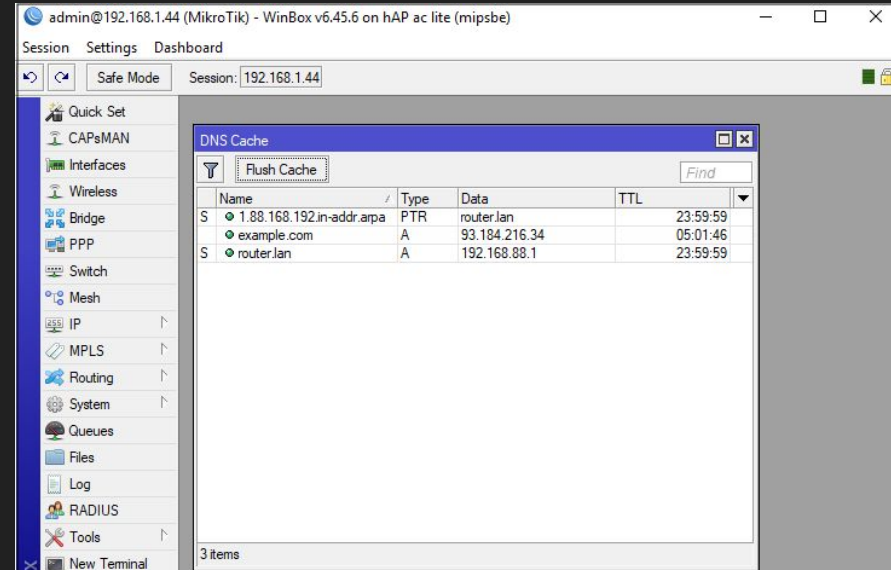 admin@192.168.1.44 (MikroTik) - WinBox v6.45.6 on hAP ac lite (mipsbe)
Session Settings Dashboard
Safe Mode Session: 192.168.1.44
Quick Set
CAPsMAN
Interfaces
Wireless
Bridge
PPP
Switch
Mesh
IP
MPLS
Routing
System
Queues
Files
Log
RADIUS
Tools
New Terminal
DNS Cache
Flush Cache Find
Name Type Data TTL
S 1.88.168.192.in-addr.arpa PTR router.lan 23:59:59
example.com A 93.184.216.34 05:01:46
S router.lan A 192.168.88.1 23:59:59
3 items